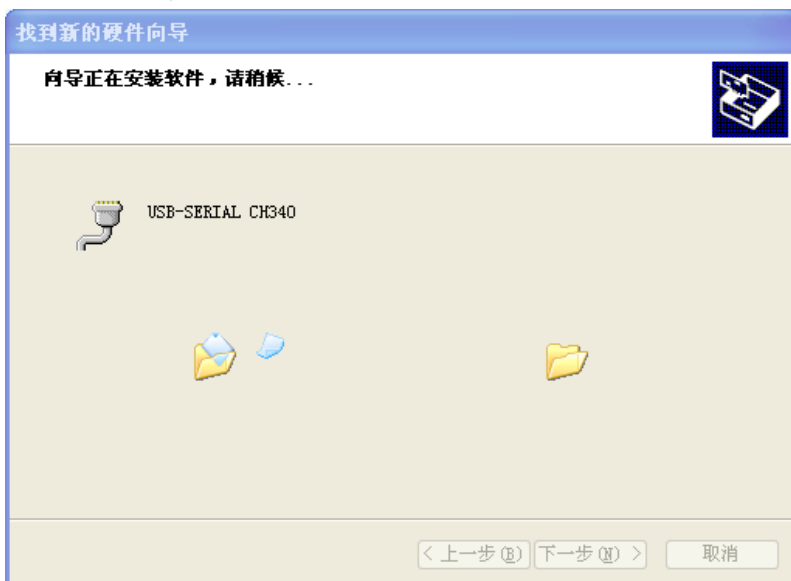 找到新的硬件向导
向导正在安装软件，请稍候...
USB-SERIAL CH340
< 上一步(B) 下一步(N) > 取消